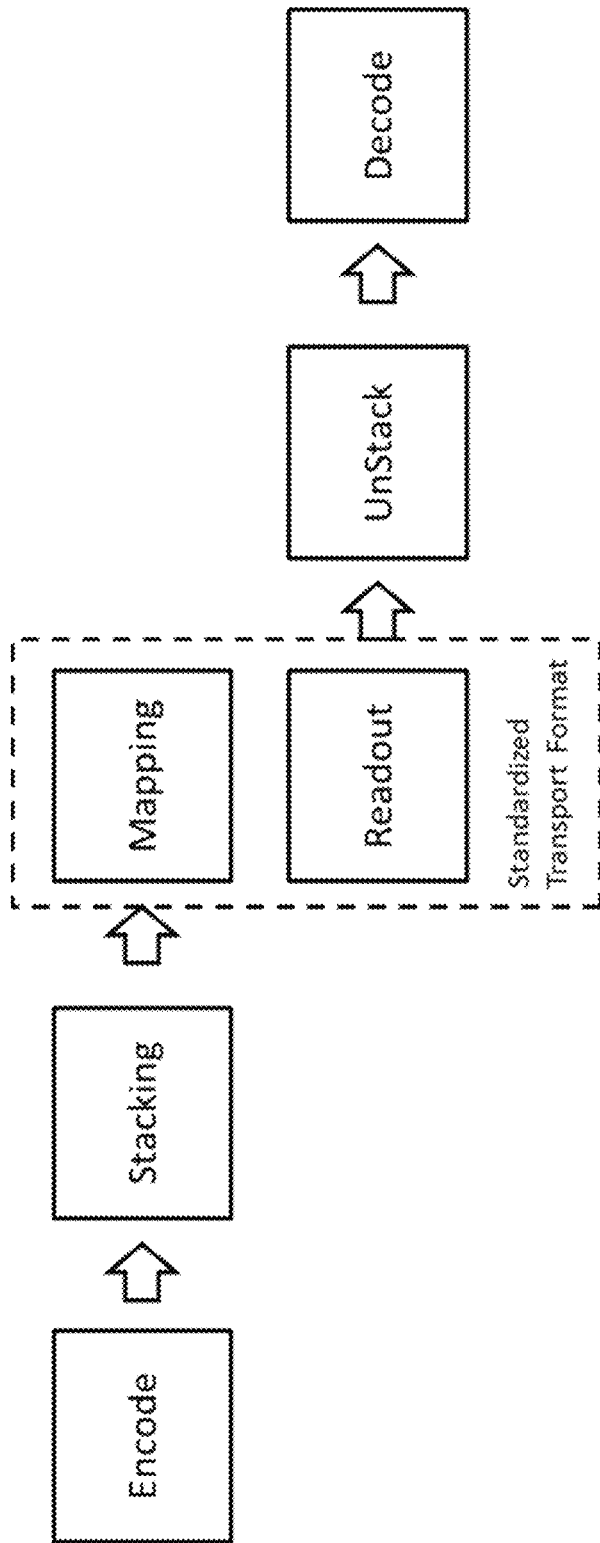 Encode
Stacking
Mapping
Readout
Standardized
Transport Format
UnStack
Decode